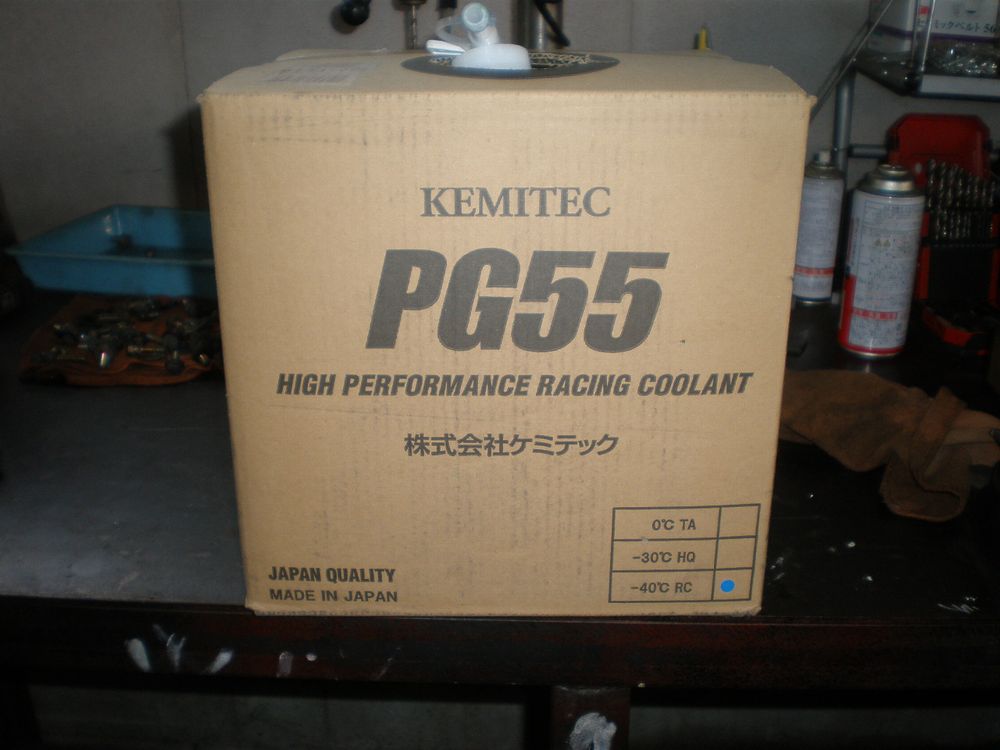 KEMITEC
PG55
HIGH PERFORMANCE RACING COOLANT
株式会社ケミテック
0℃ TA
-30℃ HQ
-40℃ RC
JAPAN QUALITY
MADE IN JAPAN